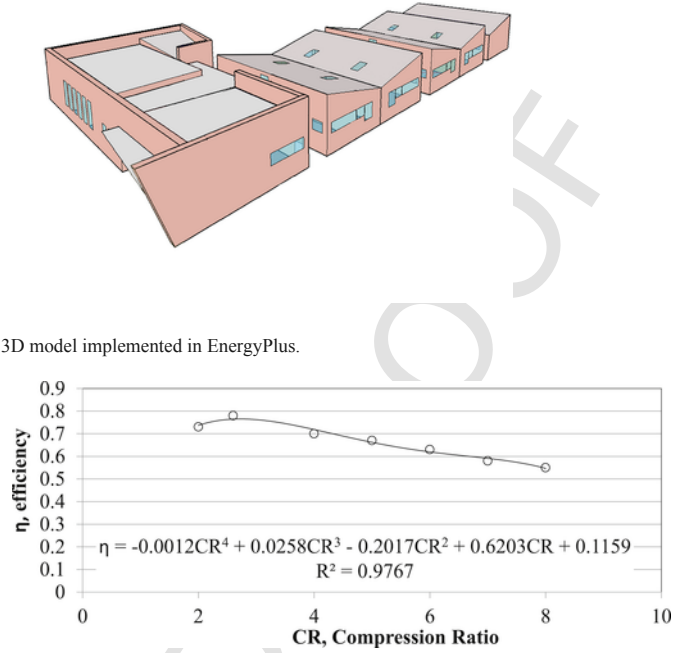 OF
3D model implemented in EnergyPlus.
0.9
0.8
0.7
0.6
0.5
0.4
0.3
0.2
0.1
0
η, efficiency
η = -0.0012CR⁴ + 0.0258CR³ - 0.2017CR² + 0.6203CR + 0.1159
R² = 0.9767
0 2 4 6 8 10
CR, Compression Ratio